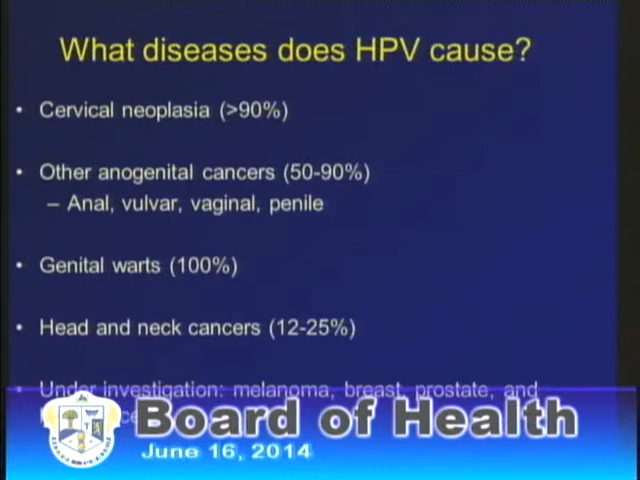 What diseases does HPV cause?
• Cervical neoplasia (>90%)
• Other anogenital cancers (50-90%)
– Anal, vulvar, vaginal, penile
• Genital warts (100%)
• Head and neck cancers (12-25%)
• Under investigation: melanoma, breast, prostate, and
Board of Health
June 16, 2014